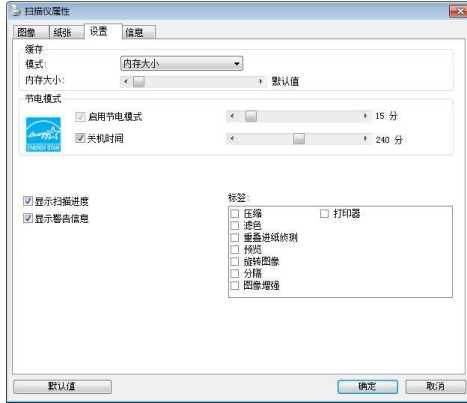 扫描仪属性
图像 纸张 设置 信息
缓存
模式: 内存大小
内存大小: 默认值
节电模式
启用节电模式 15 分
关机时间 240 分
ENERGY STAR
显示扫描进度
显示警告信息
标签:
压缩 打印器
滤色
重叠进纸侦测
预览
旋转图像
分隔
图像增强
默认值 确定 取消